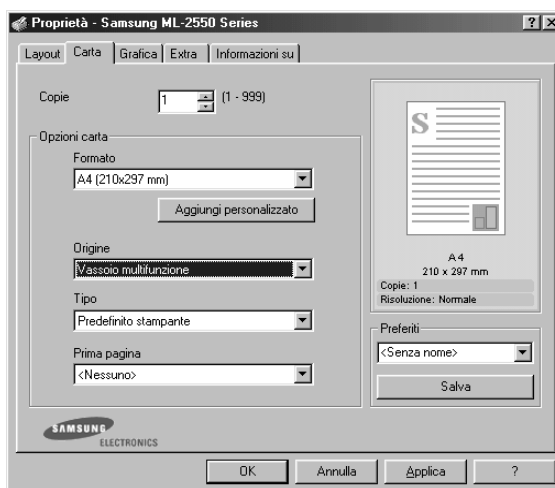 Proprietà - Samsung ML-2550 Series
Layout Carta Grafica Extra Informazioni su
Copie 1 (1 - 999)
Opzioni carta
Formato
A4 (210x297 mm)
Aggiungi personalizzato
Origine
Vassoio multifunzione
Tipo
Predefinito stampante
Prima pagina
<Nessuno>
S
A4
210 x 297 mm
Copie: 1
Risoluzione: Normale
Preferiti
<Senza nome>
Salva
SAMSUNG
ELECTRONICS
OK Annulla Applica ?